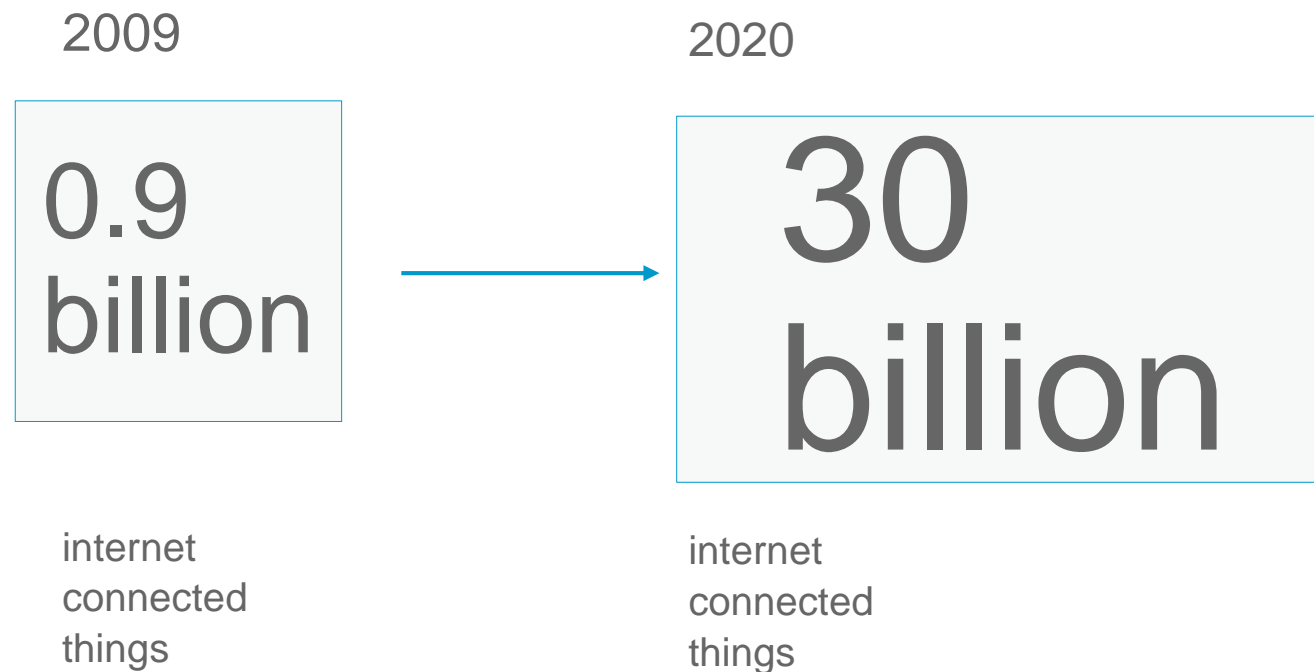 2009
0.9
billion
internet
connected
things
2020
30
billion
internet
connected
things